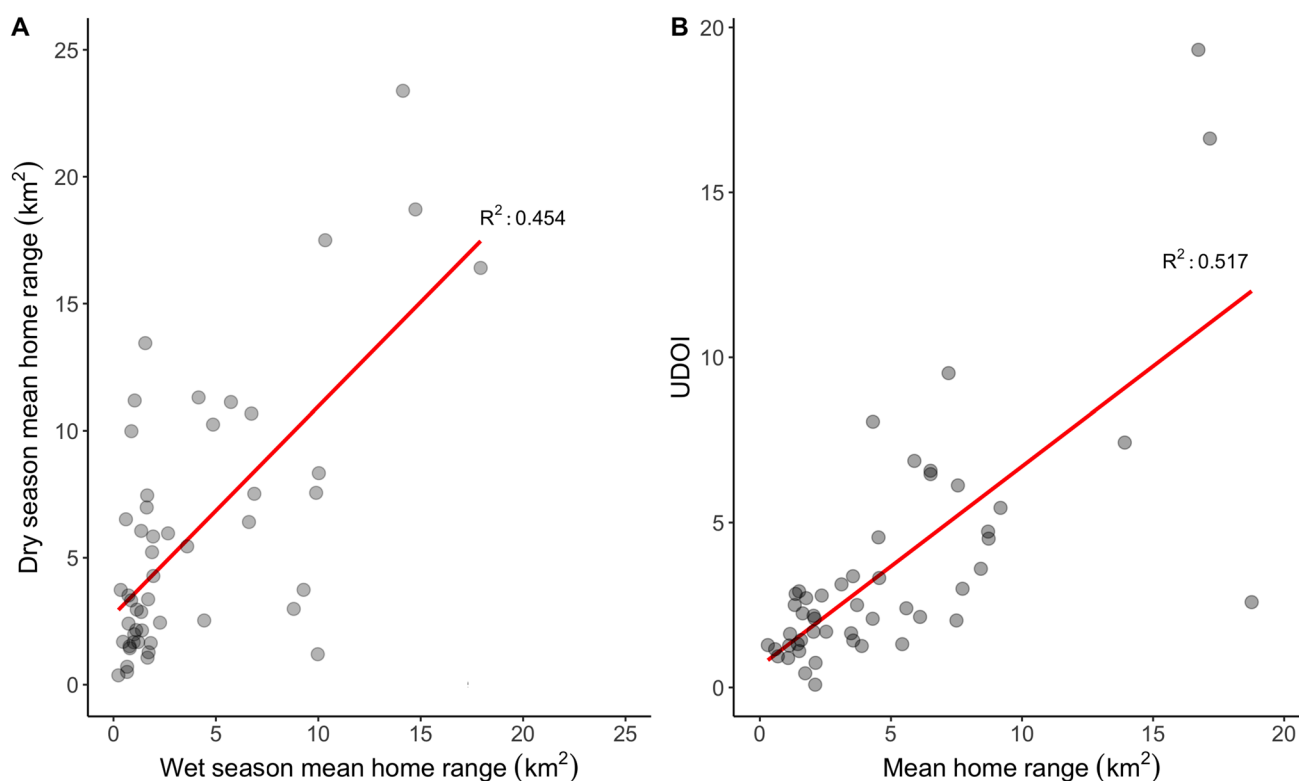 A
25
20
15
10
5
0
Dry season mean home range (km²)
R²: 0.454
0 5 10 15 20 25
Wet season mean home range (km²)
B
20
15
10
5
0
UDOI
R²: 0.517
0 5 10 15 20
Mean home range (km²)